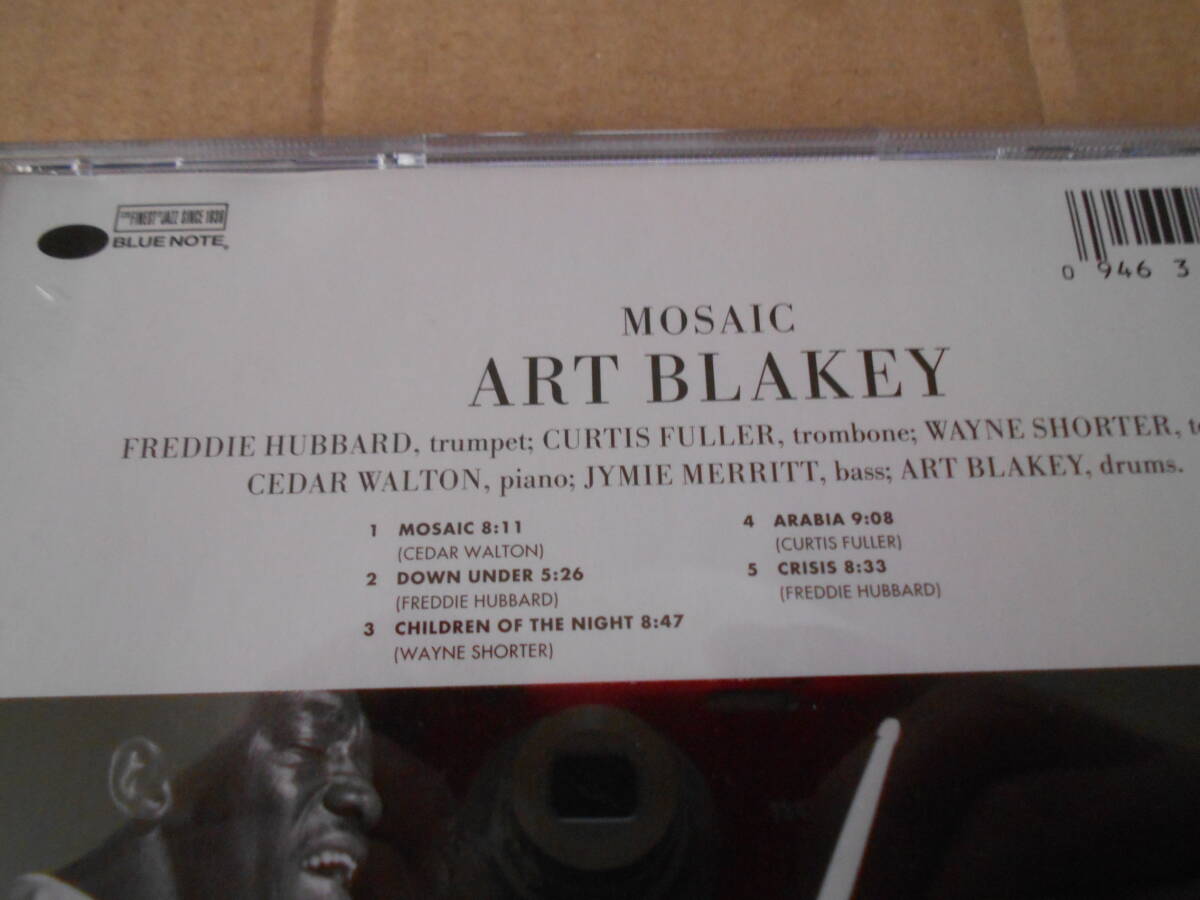 THE FINEST IN JAZZ SINCE 1939
BLUE NOTE®
0 946 3
MOSAIC
ART BLAKEY
FREDDIE HUBBARD, trumpet; CURTIS FULLER, trombone; WAYNE SHORTER, te
CEDAR WALTON, piano; JYMIE MERRITT, bass; ART BLAKEY, drums.
1 MOSAIC 8:11
(CEDAR WALTON)
2 DOWN UNDER 5:26
(FREDDIE HUBBARD)
3 CHILDREN OF THE NIGHT 8:47
(WAYNE SHORTER)
4 ARABIA 9:08
(CURTIS FULLER)
5 CRISIS 8:33
(FREDDIE HUBBARD)